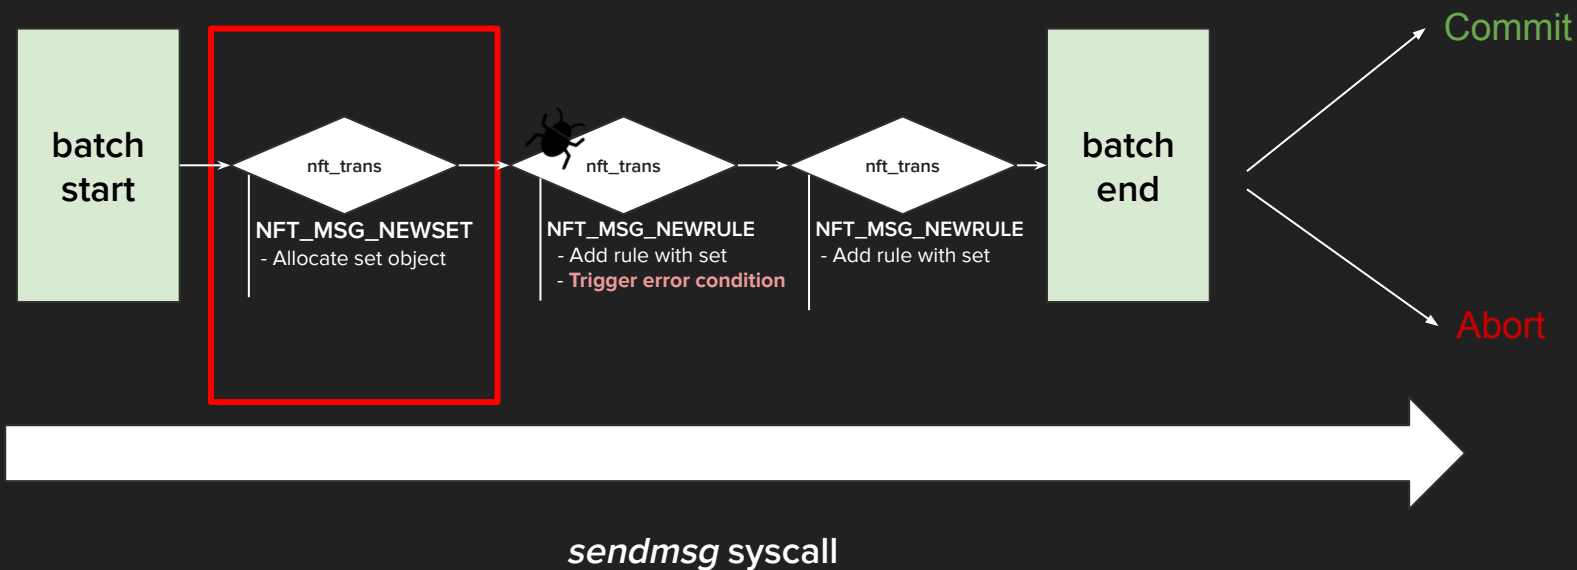 Commit
batch
start
nft_trans
NFT_MSG_NEWSET
- Allocate set object
nft_trans
NFT_MSG_NEWRULE
- Add rule with set
- Trigger error condition
nft_trans
NFT_MSG_NEWRULE
- Add rule with set
batch
end
Abort
sendmsg syscall